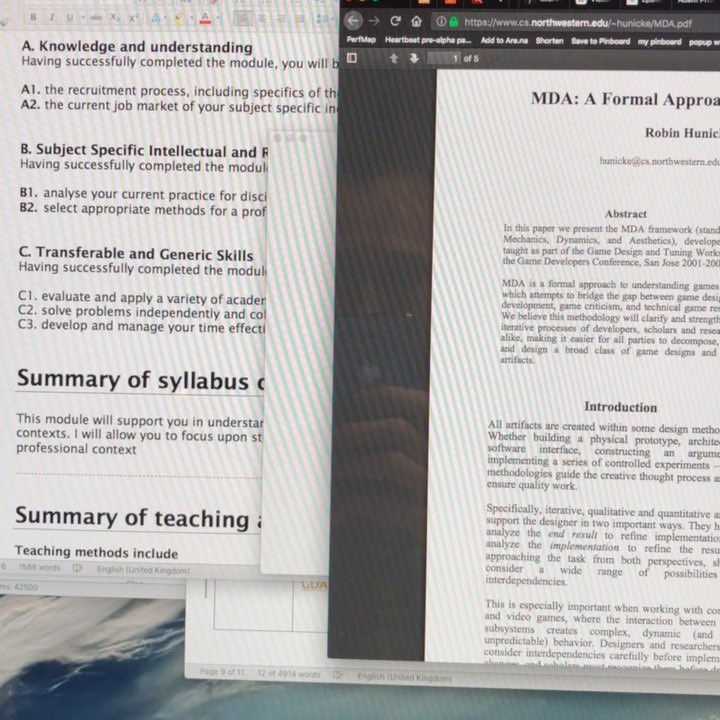 A. Knowledge and understanding
Having successfully completed the module, you will b
A1. the recruitment process, including specifics of th
A2. the current job market of your subject specific in
B. Subject Specific Intellectual and R
Having successfully completed the modul
B1. analyse your current practice for disci
B2. select appropriate methods for a prof
C. Transferable and Generic Skills
Having successfully completed the modul
C1. evaluate and apply a variety of acader
C2. solve problems independently and col
C3. develop and manage your time effecti
Summary of syllabus c
This module will support you in understar
contexts. I will allow you to focus upon st
professional context
Summary of teaching a
Teaching methods include
6 1588 words English (United Kingdom)
ms: 42500
GDA
Page 9 of 11 12 of 4914 words English (United Kingdom)
https://www.cs.northwestern.edu/~hunicke/MDA.pdf
PerfMap Heartbeat pre-alpha pa... Add to Are.na Shorten Save to Pinboard my pinboard popup w
1 of 5
MDA: A Formal Approa
Robin Hunic
hunicke@cs.northwestern.edu
Abstract
In this paper we present the MDA framework (stand
Mechanics, Dynamics, and Aesthetics), develope
taught as part of the Game Design and Tuning Works
the Game Developers Conference, San Jose 2001-200
MDA is a formal approach to understanding games
which attempts to bridge the gap between game desi
development, game criticism, and technical game res
We believe this methodology will clarify and strength
iterative processes of developers, scholars and resea
alike, making it easier for all parties to decompose,
and design a broad class of game designs and
artifacts.
Introduction
All artifacts are created within some design metho
Whether building a physical prototype, archite
software interface, constructing an argume
implementing a series of controlled experiments –
methodologies guide the creative thought process a
ensure quality work.
Specifically, iterative, qualitative and quantitative a
support the designer in two important ways. They h
analyze the end result to refine implementatio
analyze the implementation to refine the resu
approaching the task from both perspectives, s
consider a wide range of possibilities
interdependencies.
This is especially important when working with co
and video games, where the interaction between
subsystems creates complex, dynamic (and
unpredictable) behavior. Designers and researchers
consider interdependencies carefully before implem